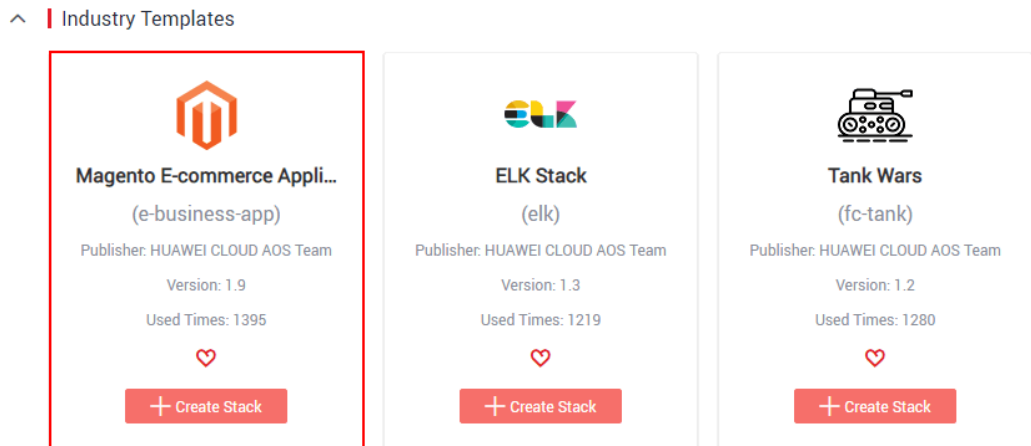 Industry Templates
Magento E-commerce Appli...
(e-business-app)
Publisher: HUAWEI CLOUD AOS Team
Version: 1.9
Used Times: 1395
+ Create Stack
ELK
ELK Stack
(elk)
Publisher: HUAWEI CLOUD AOS Team
Version: 1.3
Used Times: 1219
+ Create Stack
Tank Wars
(fc-tank)
Publisher: HUAWEI CLOUD AOS Team
Version: 1.2
Used Times: 1280
+ Create Stack